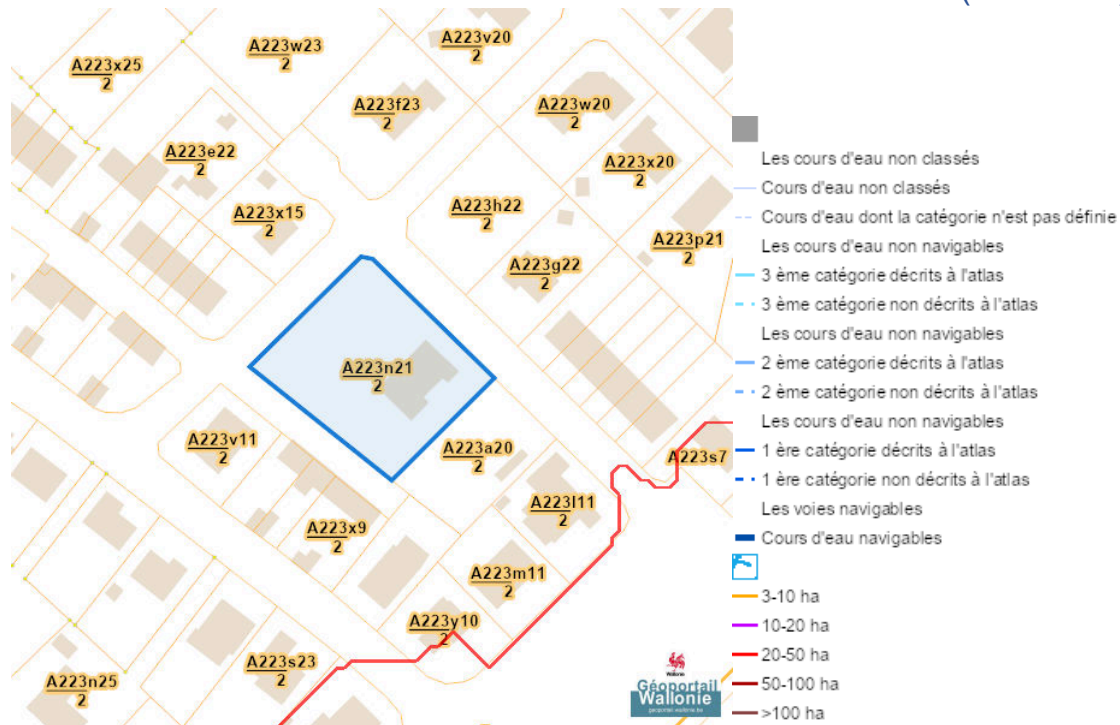 A223w23
2
A223v20
2
A223x25
2
A223f23
2
A223w20
2
A223e22
2
A223x20
2
A223x15
2
A223h22
2
A223p21
2
A223g22
2
A223n21
2
A223v11
2
A223a20
2
A223s7
A223l11
2
A223x9
2
A223m11
2
A223y10
2
A223s23
2
A223n25
2
Les cours d'eau non classés
Cours d'eau non classés
Cours d'eau dont la catégorie n'est pas définie
Les cours d'eau non navigables
3 ème catégorie décrits à l'atlas
3 ème catégorie non décrits à l'atlas
Les cours d'eau non navigables
2 ème catégorie décrits à l'atlas
2 ème catégorie non décrits à l'atlas
Les cours d'eau non navigables
1 ère catégorie décrits à l'atlas
1 ère catégorie non décrits à l'atlas
Les voies navigables
Cours d'eau navigables
3-10 ha
10-20 ha
20-50 ha
50-100 ha
>100 ha
Wallonie
Géoportail
Wallonie
geoportail.wallonie.be